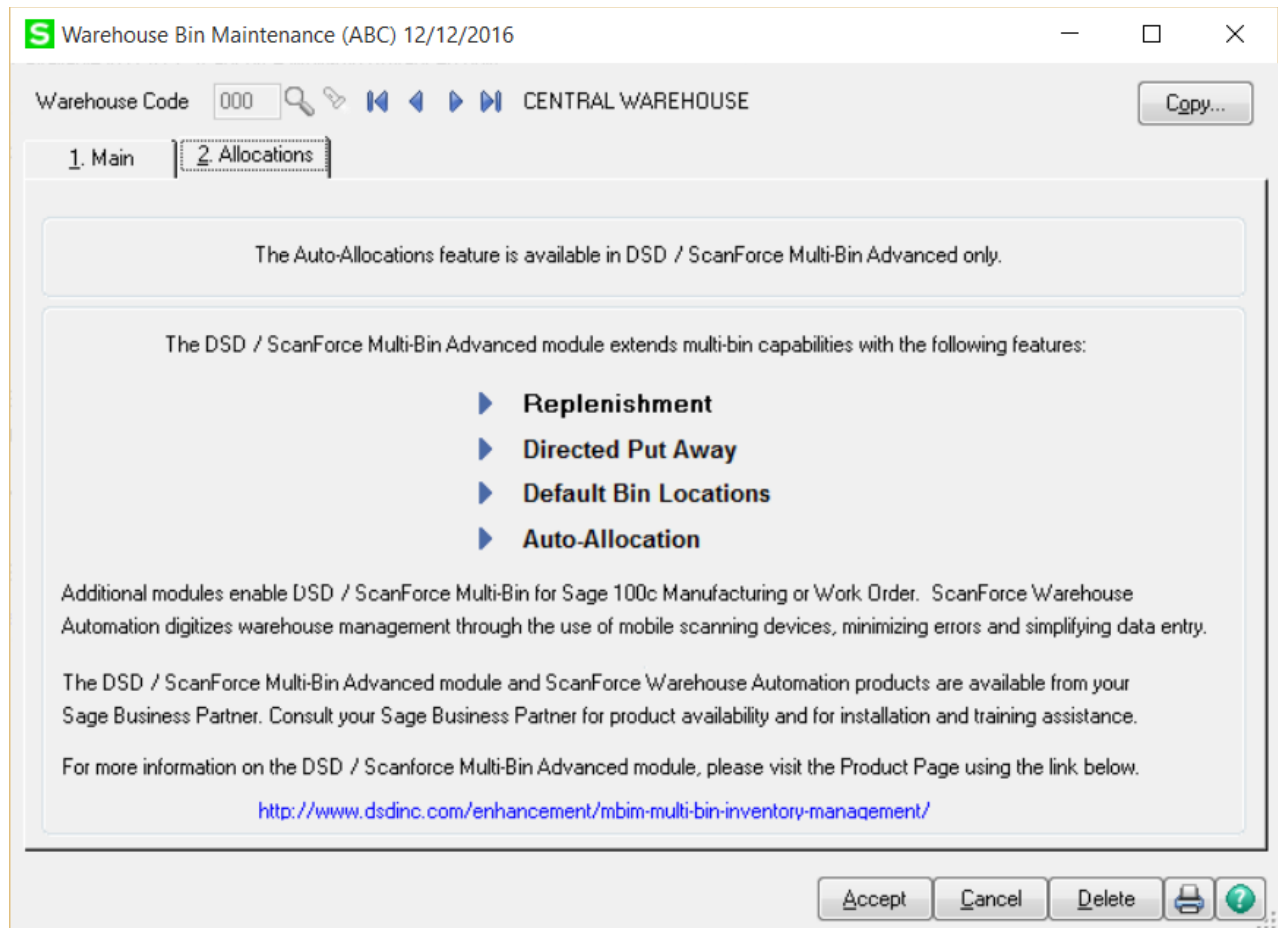 S Warehouse Bin Maintenance (ABC) 12/12/2016
Warehouse Code 000 CENTRAL WAREHOUSE Copy...
1. Main 2. Allocations
The Auto-Allocations feature is available in DSD / ScanForce Multi-Bin Advanced only.
The DSD / ScanForce Multi-Bin Advanced module extends multi-bin capabilities with the following features:
Replenishment
Directed Put Away
Default Bin Locations
Auto-Allocation
Additional modules enable DSD / ScanForce Multi-Bin for Sage 100c Manufacturing or Work Order. ScanForce Warehouse
Automation digitizes warehouse management through the use of mobile scanning devices, minimizing errors and simplifying data entry.
The DSD / ScanForce Multi-Bin Advanced module and ScanForce Warehouse Automation products are available from your
Sage Business Partner. Consult your Sage Business Partner for product availability and for installation and training assistance.
For more information on the DSD / Scanforce Multi-Bin Advanced module, please visit the Product Page using the link below.
http://www.dsdinc.com/enhancement/mbim-multi-bin-inventory-management/
Accept Cancel Delete ?